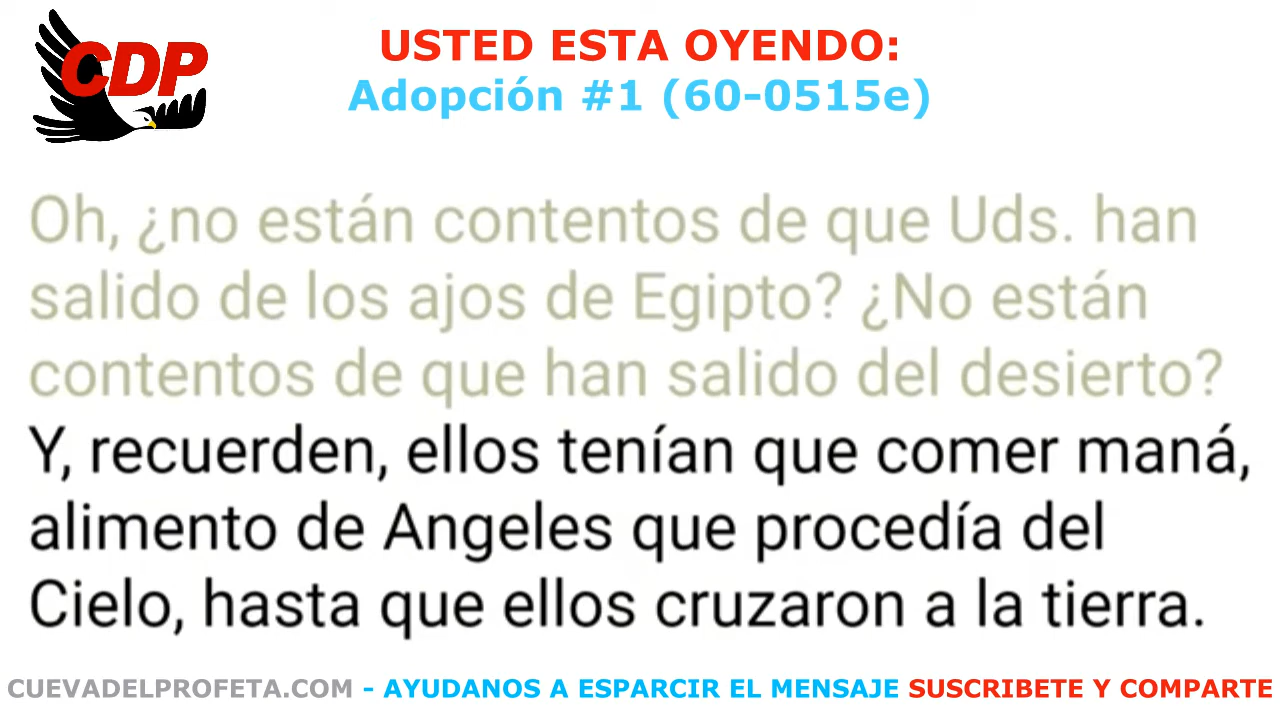 CDP
USTED ESTA OYENDO:
Adopción #1 (60-0515e)
Oh, ¿no están contentos de que Uds. han
salido de los ajos de Egipto? ¿No están
contentos de que han salido del desierto?
Y, recuerden, ellos tenían que comer maná,
alimento de Angeles que procedía del
Cielo, hasta que ellos cruzaron a la tierra.
CUEVADELPROFETA.COM - AYUDANOS A ESPARCIR EL MENSAJE SUSCRIBETE Y COMPARTE